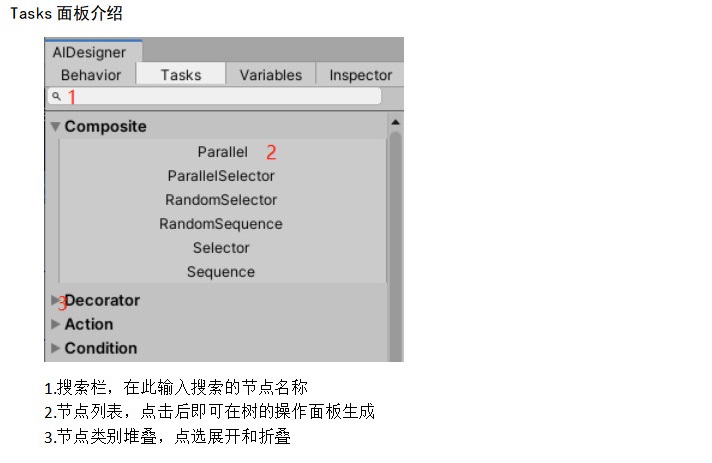 Tasks 面板介绍
AIDesigner
Behavior Tasks Variables Inspector
1
Composite
Parallel 2
ParallelSelector
RandomSelector
RandomSequence
Selector
Sequence
3 Decorator
Action
Condition
1.搜索栏，在此输入搜索的节点名称
2.节点列表，点击后即可在树的操作面板生成
3.节点类别堆叠，点选展开和折叠